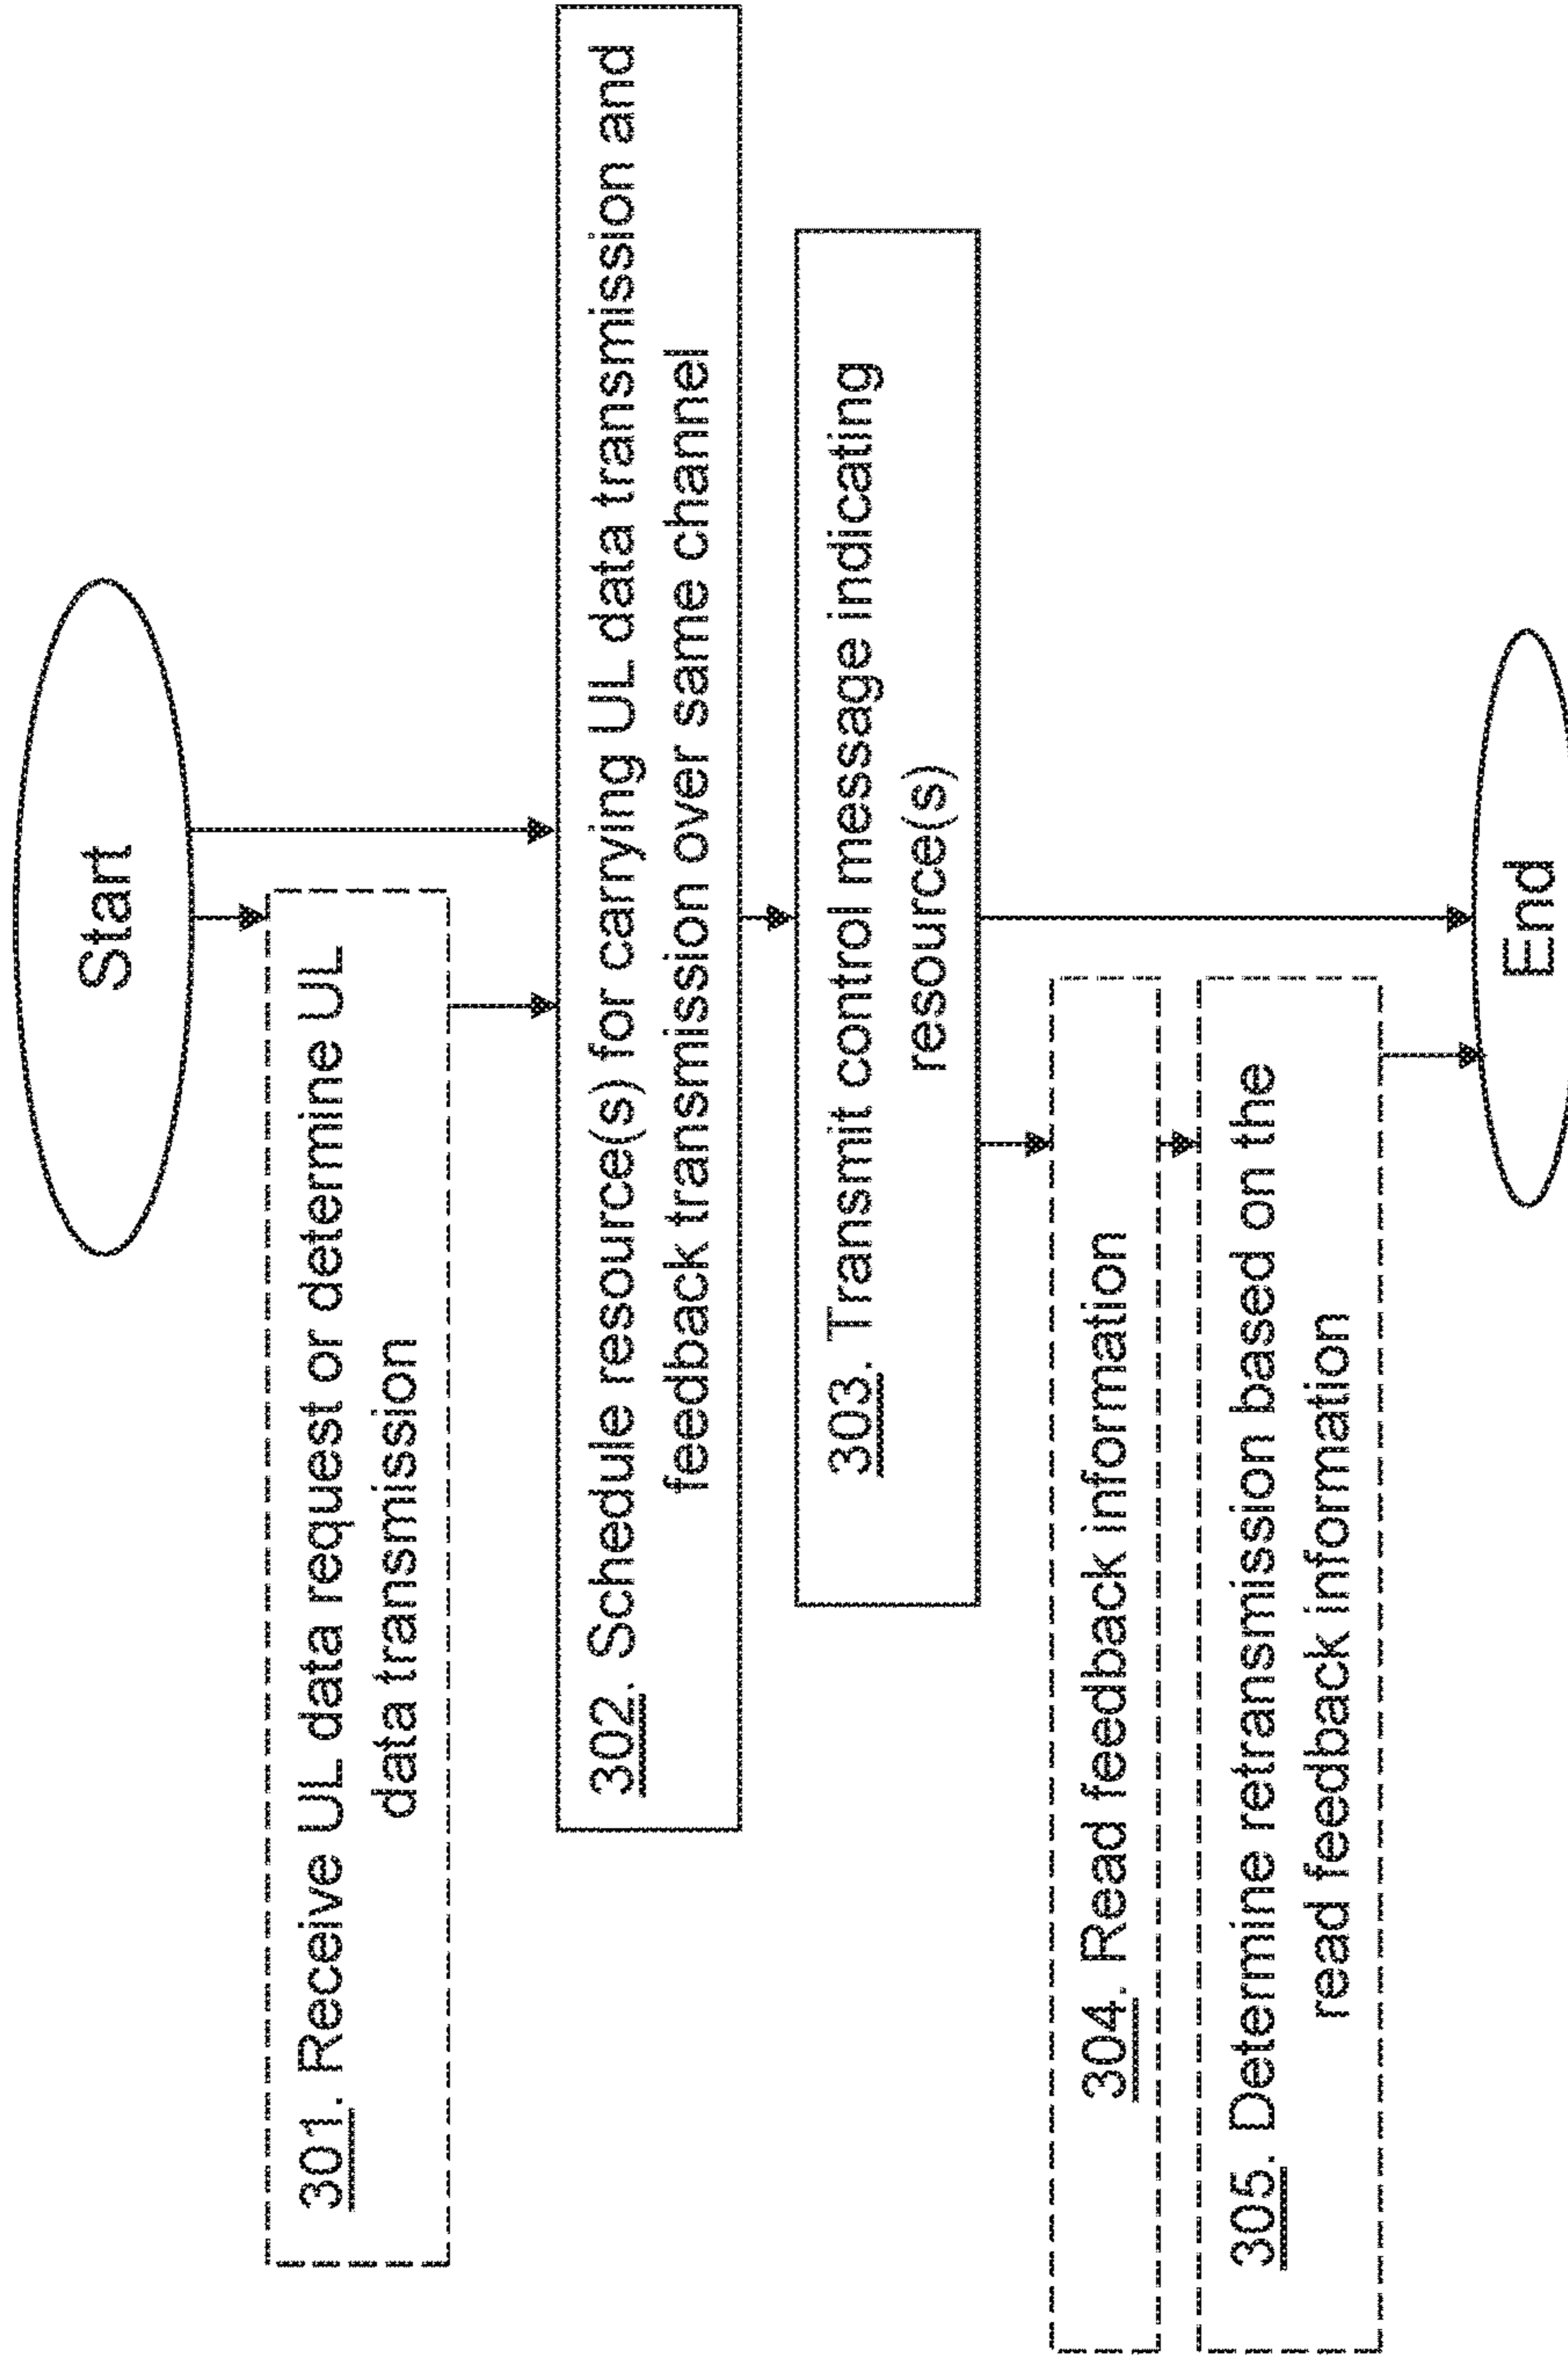 Start
301. Receive UL data request or determine UL
data transmission
302. Schedule resource(s) for carrying UL data transmission and
feedback transmission over same channel
303. Transmit control message indicating
resource(s)
304. Read feedback information
305. Determine retransmission based on the
read feedback information
End